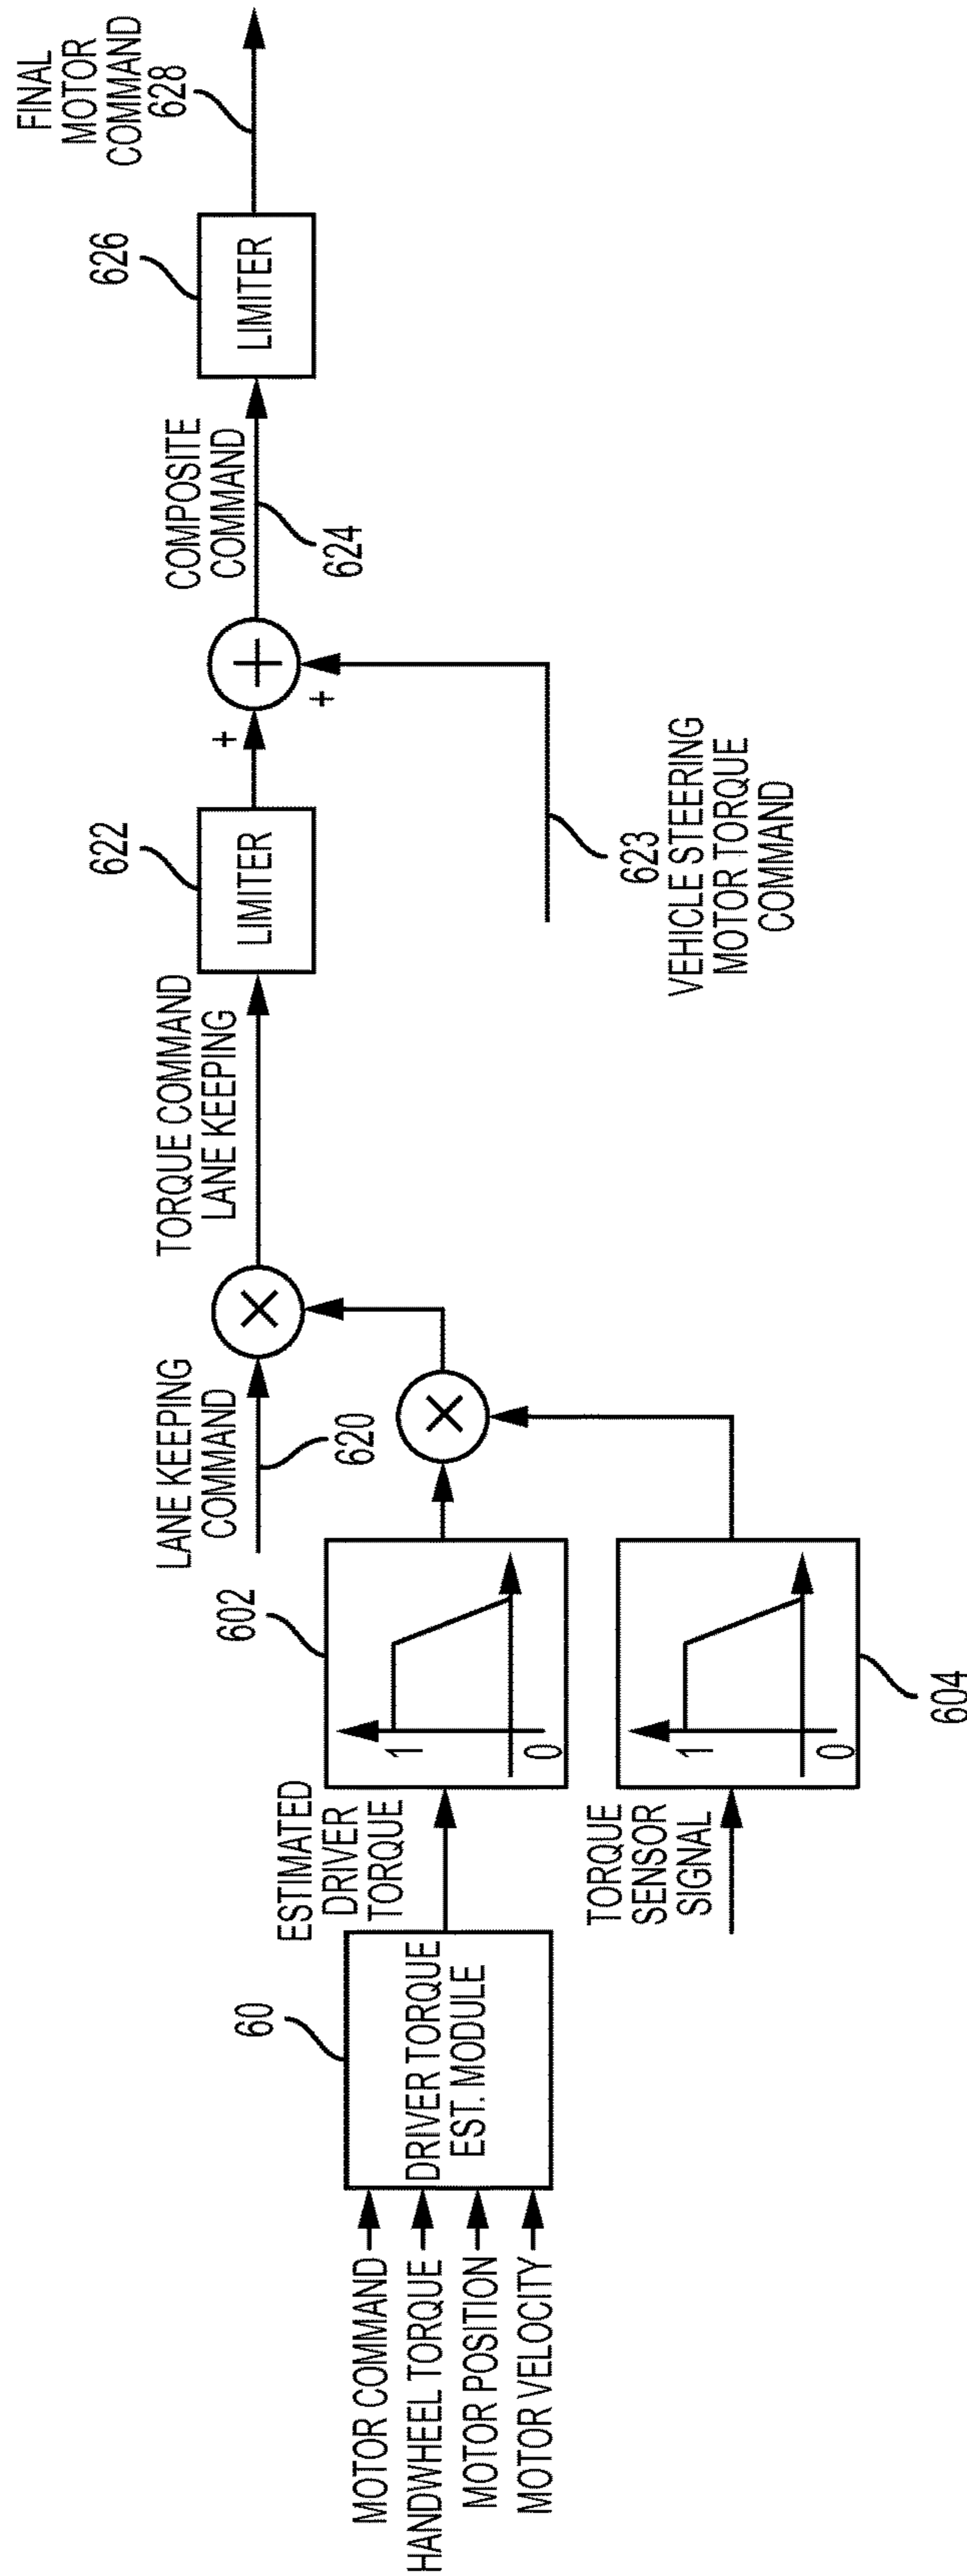 MOTOR COMMAND
HANDWHEEL TORQUE
MOTOR POSITION
MOTOR VELOCITY
60
DRIVER TORQUE
EST. MODULE
ESTIMATED
DRIVER
TORQUE
602
1
0
TORQUE
SENSOR
SIGNAL
604
1
0
LANE KEEPING
COMMAND
620
TORQUE COMMAND
LANE KEEPING
622
LIMITER
+
+
623
VEHICLE STEERING
MOTOR TORQUE
COMMAND
COMPOSITE
COMMAND
624
626
LIMITER
FINAL
MOTOR
COMMAND
628